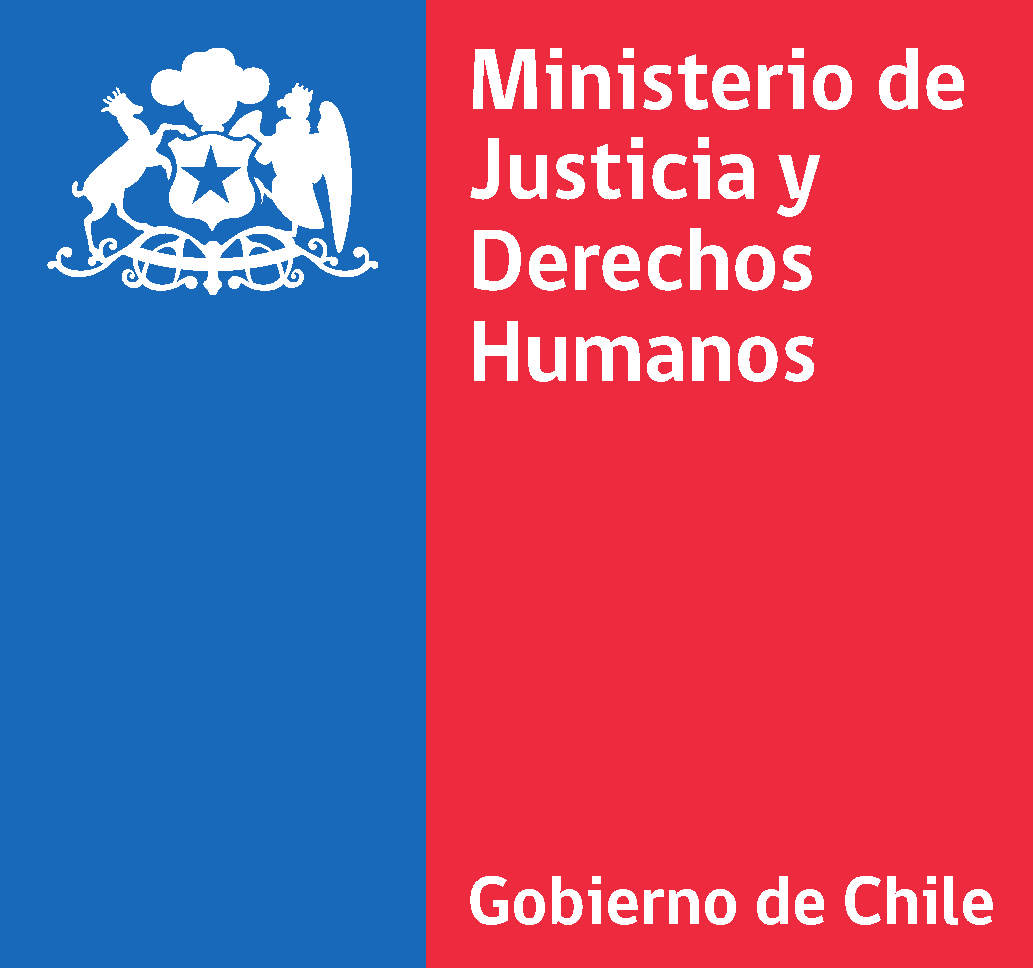 Ministerio de
Justicia y
Derechos
Humanos
Gobierno de Chile